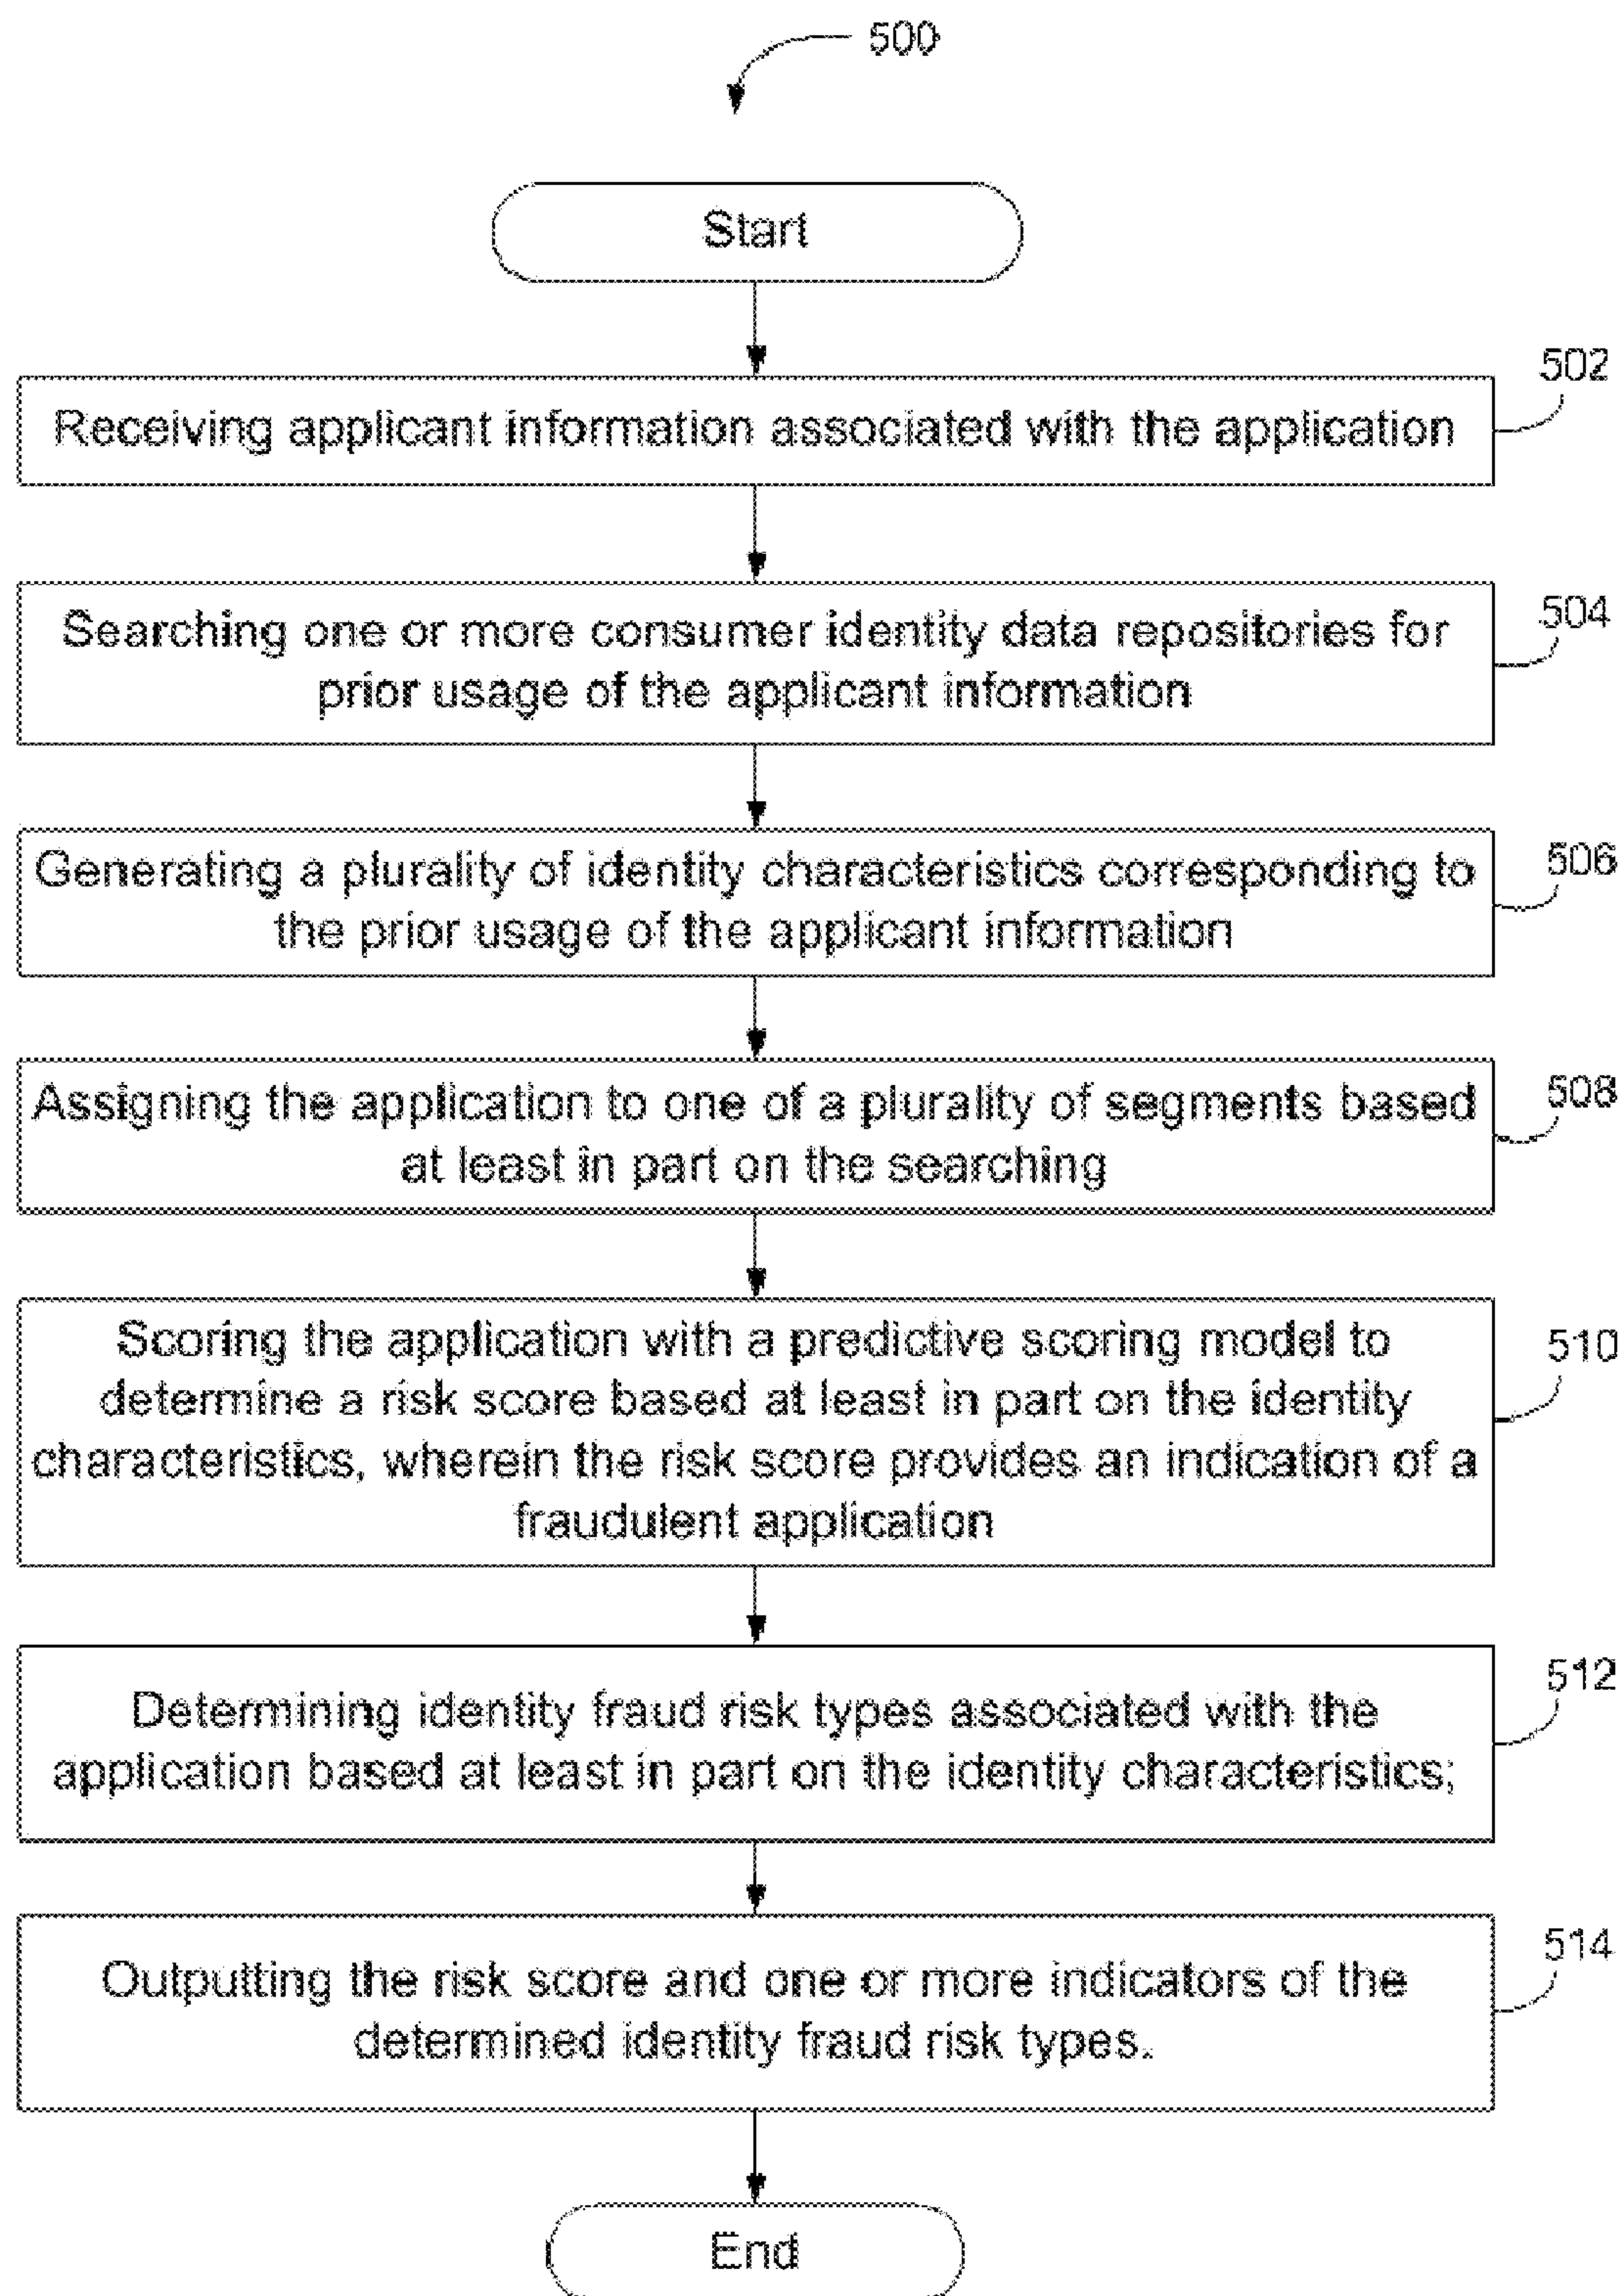 500
Start
502
Receiving applicant information associated with the application
504
Searching one or more consumer identity data repositories for
prior usage of the applicant information
506
Generating a plurality of identity characteristics corresponding to
the prior usage of the applicant information
508
Assigning the application to one of a plurality of segments based
at least in part on the searching
510
Scoring the application with a predictive scoring model to
determine a risk score based at least in part on the identity
characteristics, wherein the risk score provides an indication of a
fraudulent application
512
Determining identity fraud risk types associated with the
application based at least in part on the identity characteristics;
514
Outputting the risk score and one or more indicators of the
determined identity fraud risk types.
End